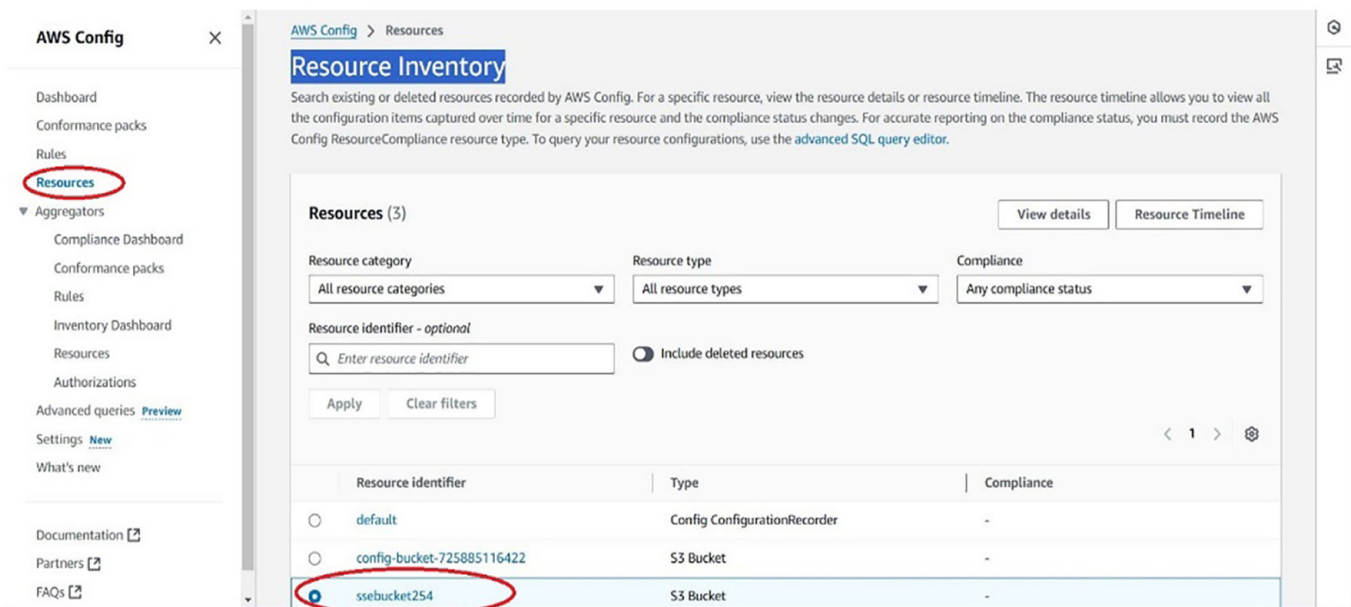 AWS Config
Dashboard
Conformance packs
Rules
Resources
Aggregators
Compliance Dashboard
Conformance packs
Rules
Inventory Dashboard
Resources
Authorizations
Advanced queries Preview
Settings New
What's new
Documentation
Partners
FAQs
AWS Config > Resources
Resource Inventory
Search existing or deleted resources recorded by AWS Config. For a specific resource, view the resource details or resource timeline. The resource timeline allows you to view all
the configuration items captured over time for a specific resource and the compliance status changes. For accurate reporting on the compliance status, you must record the AWS
Config ResourceCompliance resource type. To query your resource configurations, use the advanced SQL query editor.
Resources (3)
View details
Resource Timeline
Resource category
Resource type
Compliance
All resource categories
All resource types
Any compliance status
Resource identifier - optional
Enter resource identifier
Include deleted resources
Apply
Clear filters
< 1 >
Resource identifier Type Compliance
default Config ConfigurationRecorder -
config-bucket-725885116422 S3 Bucket -
ssebucket254 S3 Bucket -